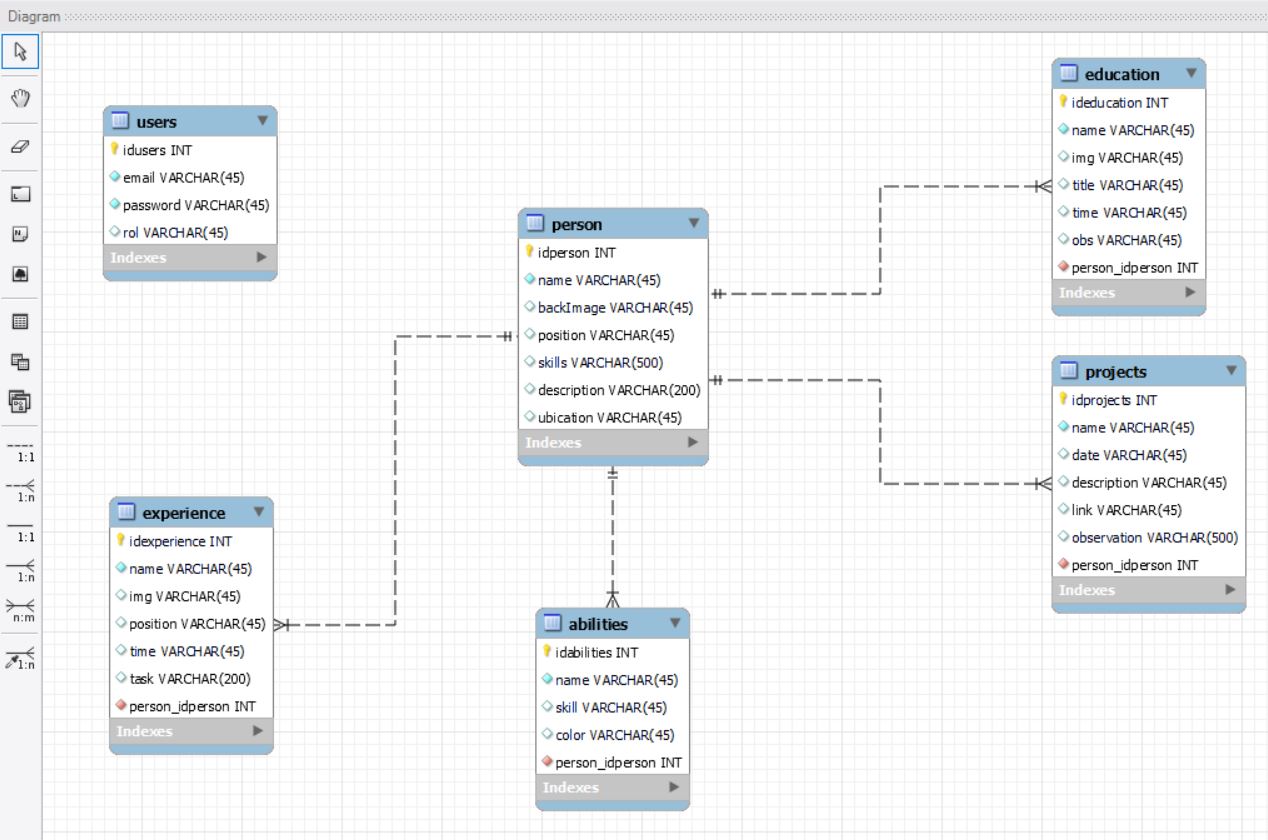 Diagram
users
idusers INT
email VARCHAR(45)
password VARCHAR(45)
rol VARCHAR(45)
Indexes
person
idperson INT
name VARCHAR(45)
backImage VARCHAR(45)
position VARCHAR(45)
skills VARCHAR(500)
description VARCHAR(200)
ubication VARCHAR(45)
Indexes
education
ideducation INT
name VARCHAR(45)
img VARCHAR(45)
title VARCHAR(45)
time VARCHAR(45)
obs VARCHAR(45)
person_idperson INT
Indexes
projects
idprojects INT
name VARCHAR(45)
date VARCHAR(45)
description VARCHAR(45)
link VARCHAR(45)
observation VARCHAR(500)
person_idperson INT
Indexes
experience
idexperience INT
name VARCHAR(45)
img VARCHAR(45)
position VARCHAR(45)
time VARCHAR(45)
task VARCHAR(200)
person_idperson INT
Indexes
abilities
idabilities INT
name VARCHAR(45)
skill VARCHAR(45)
color VARCHAR(45)
person_idperson INT
Indexes
1:1
1:n
1:1
1:n
n:m
1:n